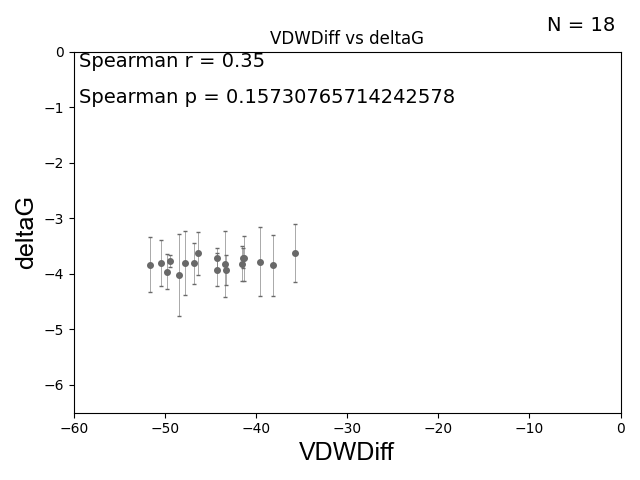 N = 18
VDWDiff vs deltaG
Spearman r = 0.35
Spearman p = 0.15730765714242578
0
−1
−2
−3
−4
−5
−6
deltaG
−60
−50
−40
−30
−20
−10
0
VDWDiff